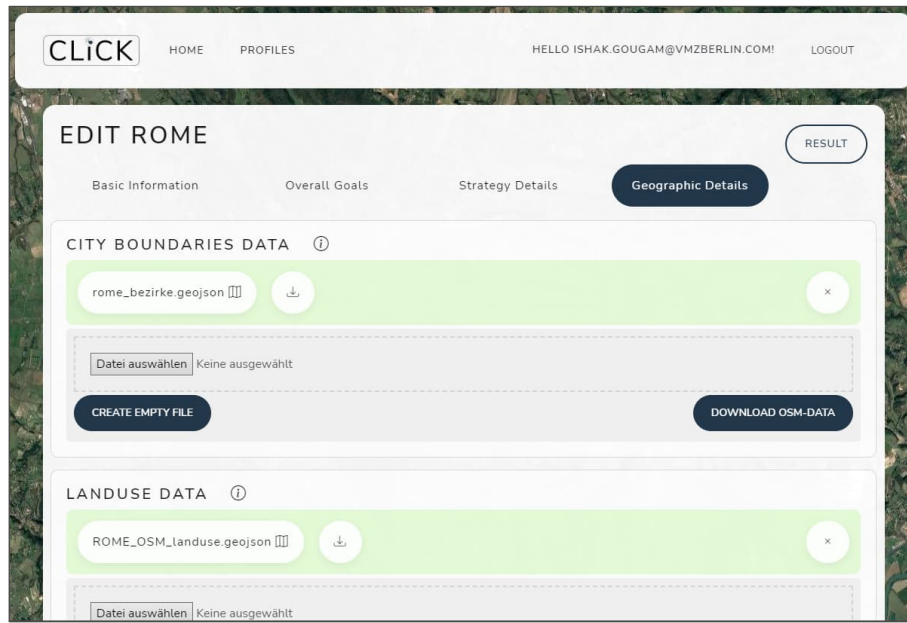 CLiCK HOME PROFILES HELLO ISHAK.GOUGAM@VMZBERLIN.COM! LOGOUT
EDIT ROME
RESULT
Basic Information Overall Goals Strategy Details Geographic Details
CITY BOUNDARIES DATA i
rome_bezirke.geojson ×
Datei auswählen Keine ausgewählt
CREATE EMPTY FILE DOWNLOAD OSM-DATA
LANDUSE DATA i
ROME_OSM_landuse.geojson ×
Datei auswählen Keine ausgewählt